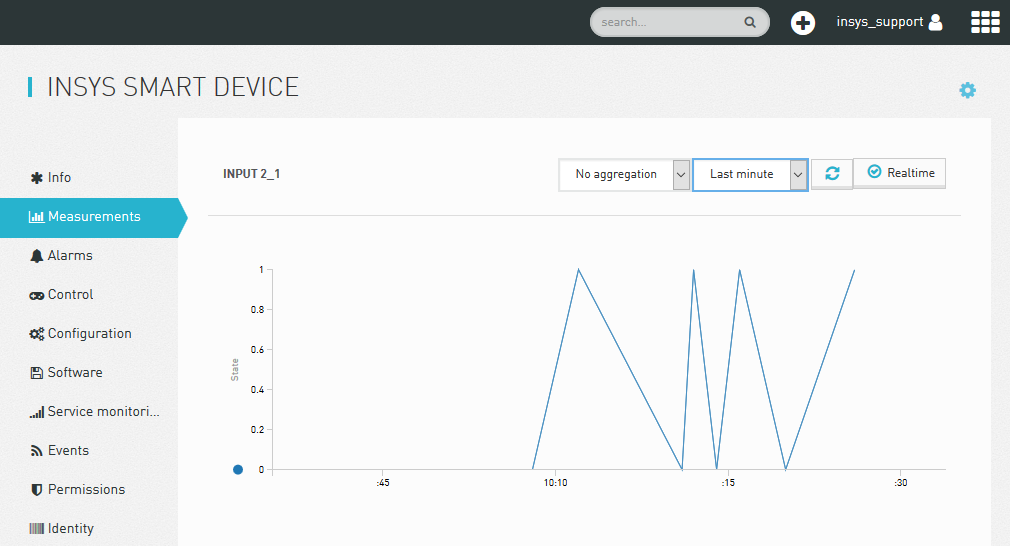 search...
insys_support
INSYS SMART DEVICE
Info
Measurements
Alarms
Control
Configuration
Software
Service monitori...
Events
Permissions
Identity
INPUT 2_1
No aggregation
Last minute
Realtime
1
0.8
0.6
0.4
0.2
0
State
:45
10:10
:15
:30